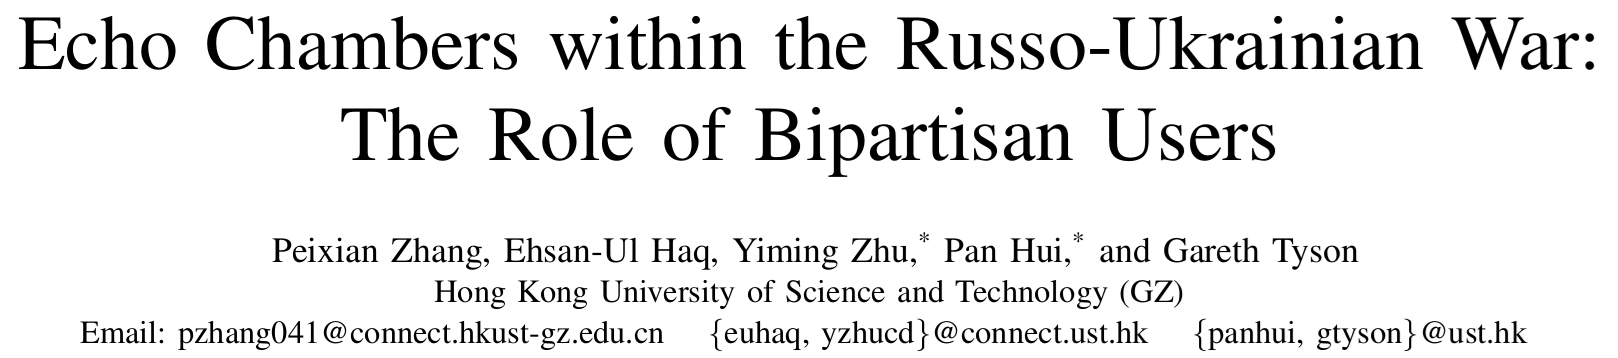 Echo Chambers within the Russo-Ukrainian War:
The Role of Bipartisan Users
Peixian Zhang, Ehsan-Ul Haq, Yiming Zhu,* Pan Hui,* and Gareth Tyson
Hong Kong University of Science and Technology (GZ)
Email: pzhang041@connect.hkust-gz.edu.cn {euhaq, yzhucd}@connect.ust.hk {panhui, gtyson}@ust.hk